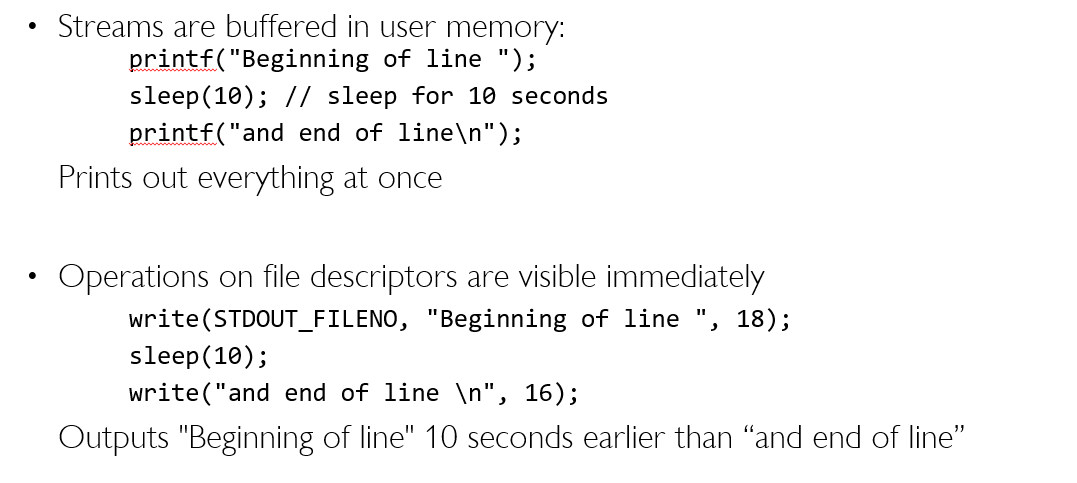 • Streams are buffered in user memory:
printf("Beginning of line ");
sleep(10); // sleep for 10 seconds
printf("and end of line\n");
Prints out everything at once
• Operations on file descriptors are visible immediately
write(STDOUT_FILENO, "Beginning of line ", 18);
sleep(10);
write("and end of line \n", 16);
Outputs "Beginning of line" 10 seconds earlier than “and end of line”